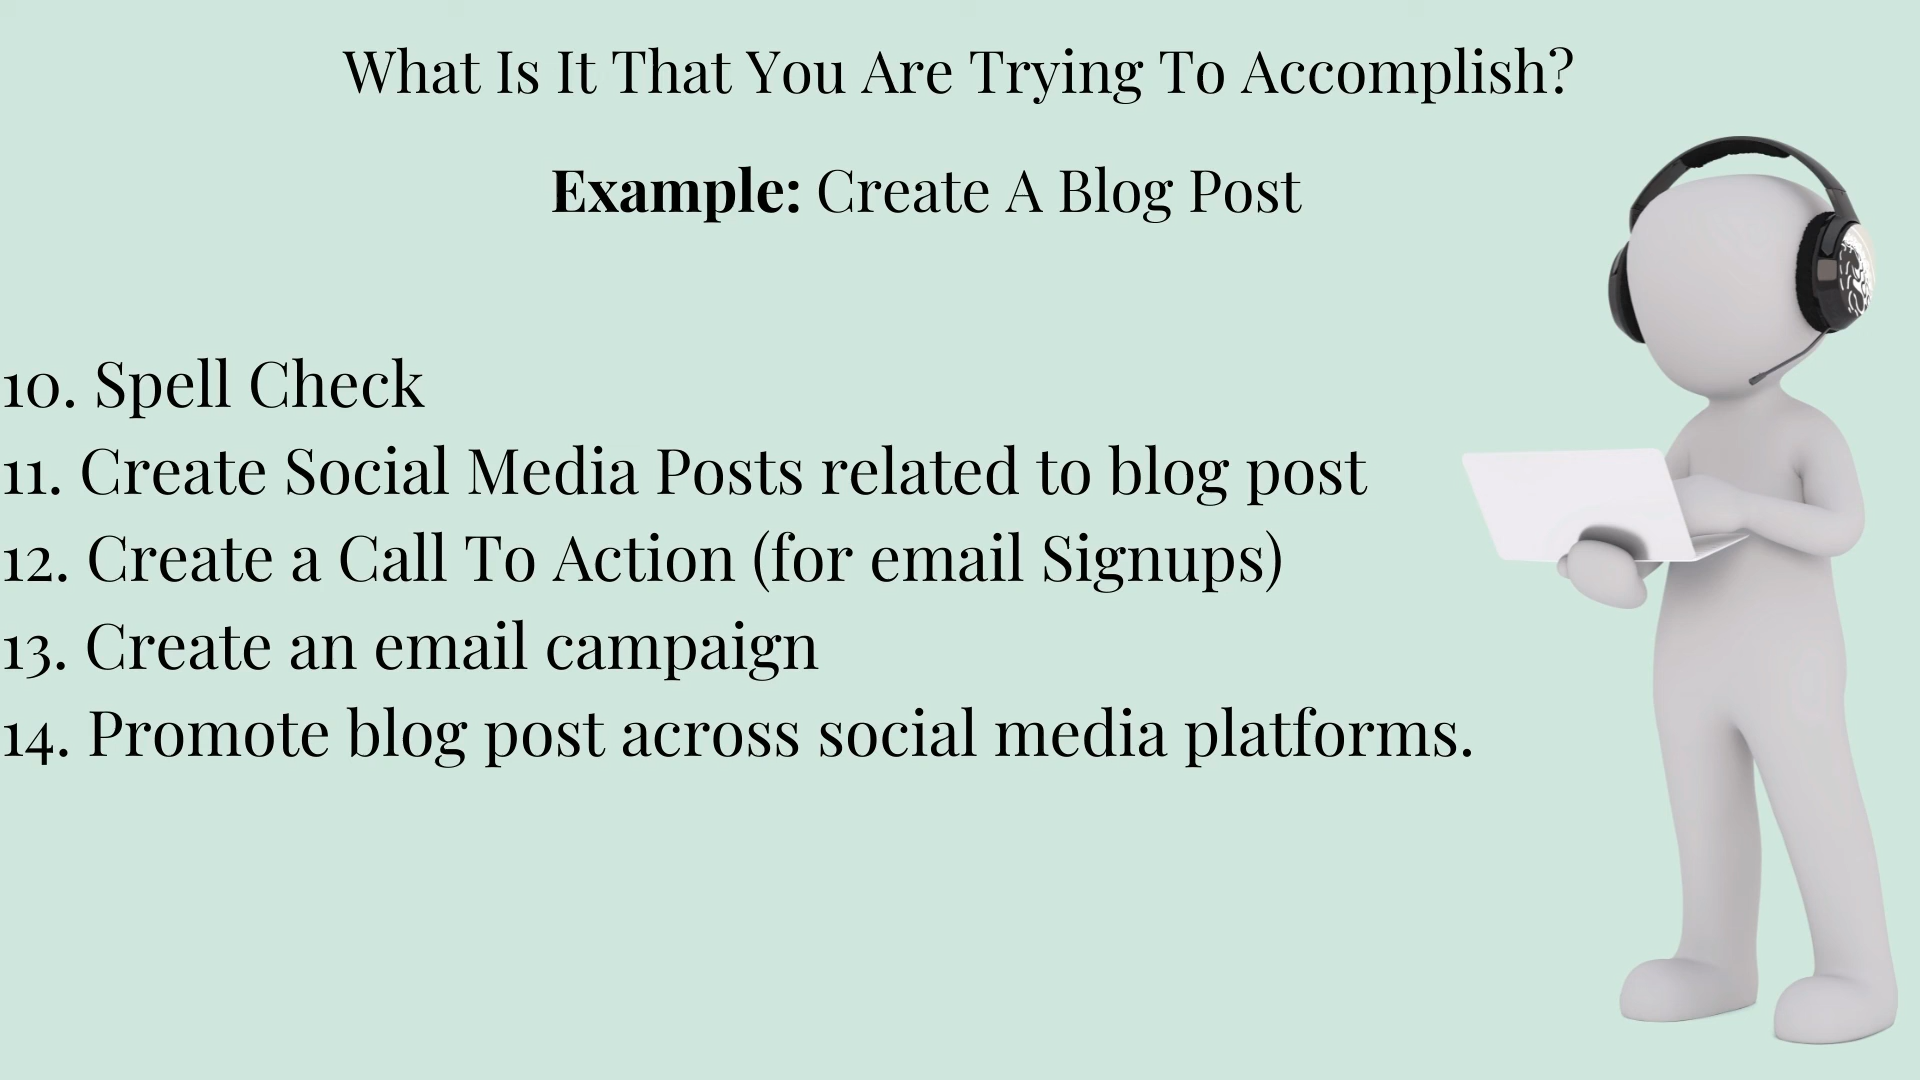 What Is It That You Are Trying To Accomplish?
Example: Create A Blog Post
10. Spell Check
11. Create Social Media Posts related to blog post
12. Create a Call To Action (for email Signups)
13. Create an email campaign
14. Promote blog post across social media platforms.